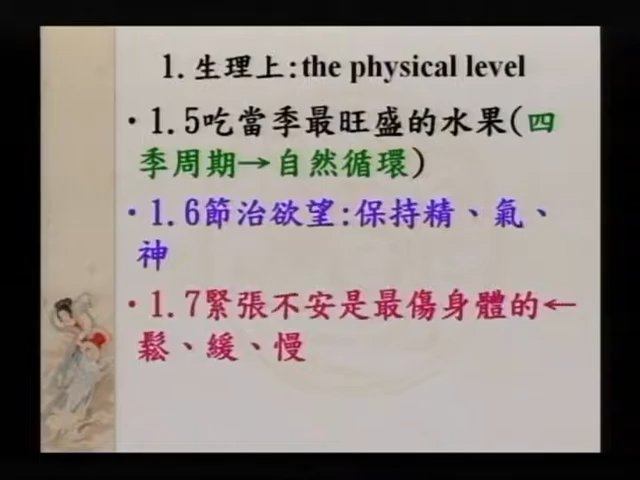 1.生理上:the physical level
·1.5吃當季最旺盛的水果(四
季周期→自然循環)
·1.6節治欲望:保持精、氣、
神
·1.7緊張不安是最傷身體的←
鬆、緩、慢